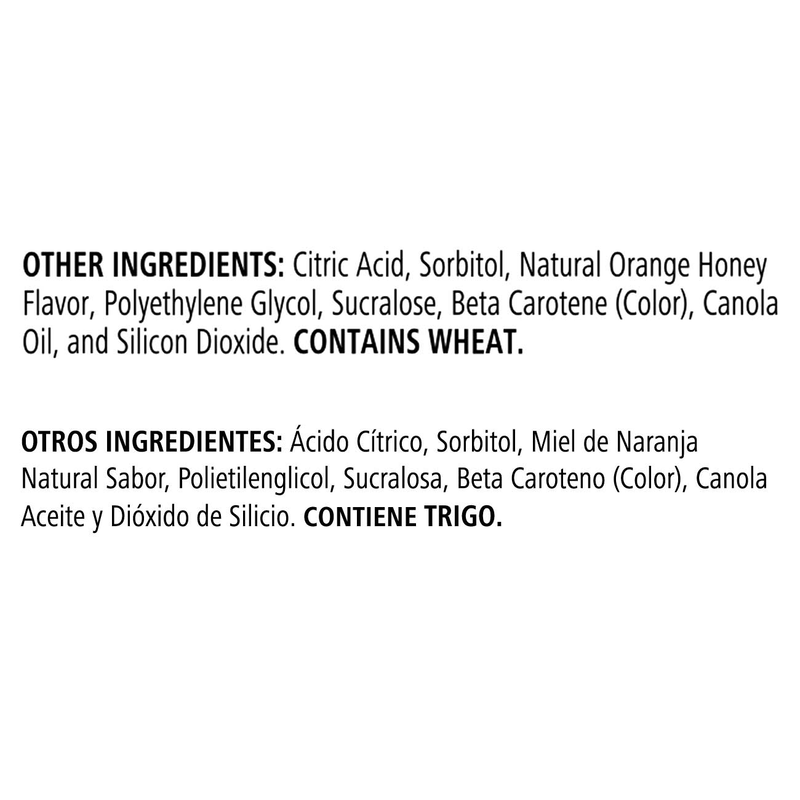 OTHER INGREDIENTS: Citric Acid, Sorbitol, Natural Orange Honey
Flavor, Polyethylene Glycol, Sucralose, Beta Carotene (Color), Canola
Oil, and Silicon Dioxide. CONTAINS WHEAT.
OTROS INGREDIENTES: Ácido Cítrico, Sorbitol, Miel de Naranja
Natural Sabor, Polietilenglicol, Sucralosa, Beta Caroteno (Color), Canola
Aceite y Dióxido de Silicio. CONTIENE TRIGO.